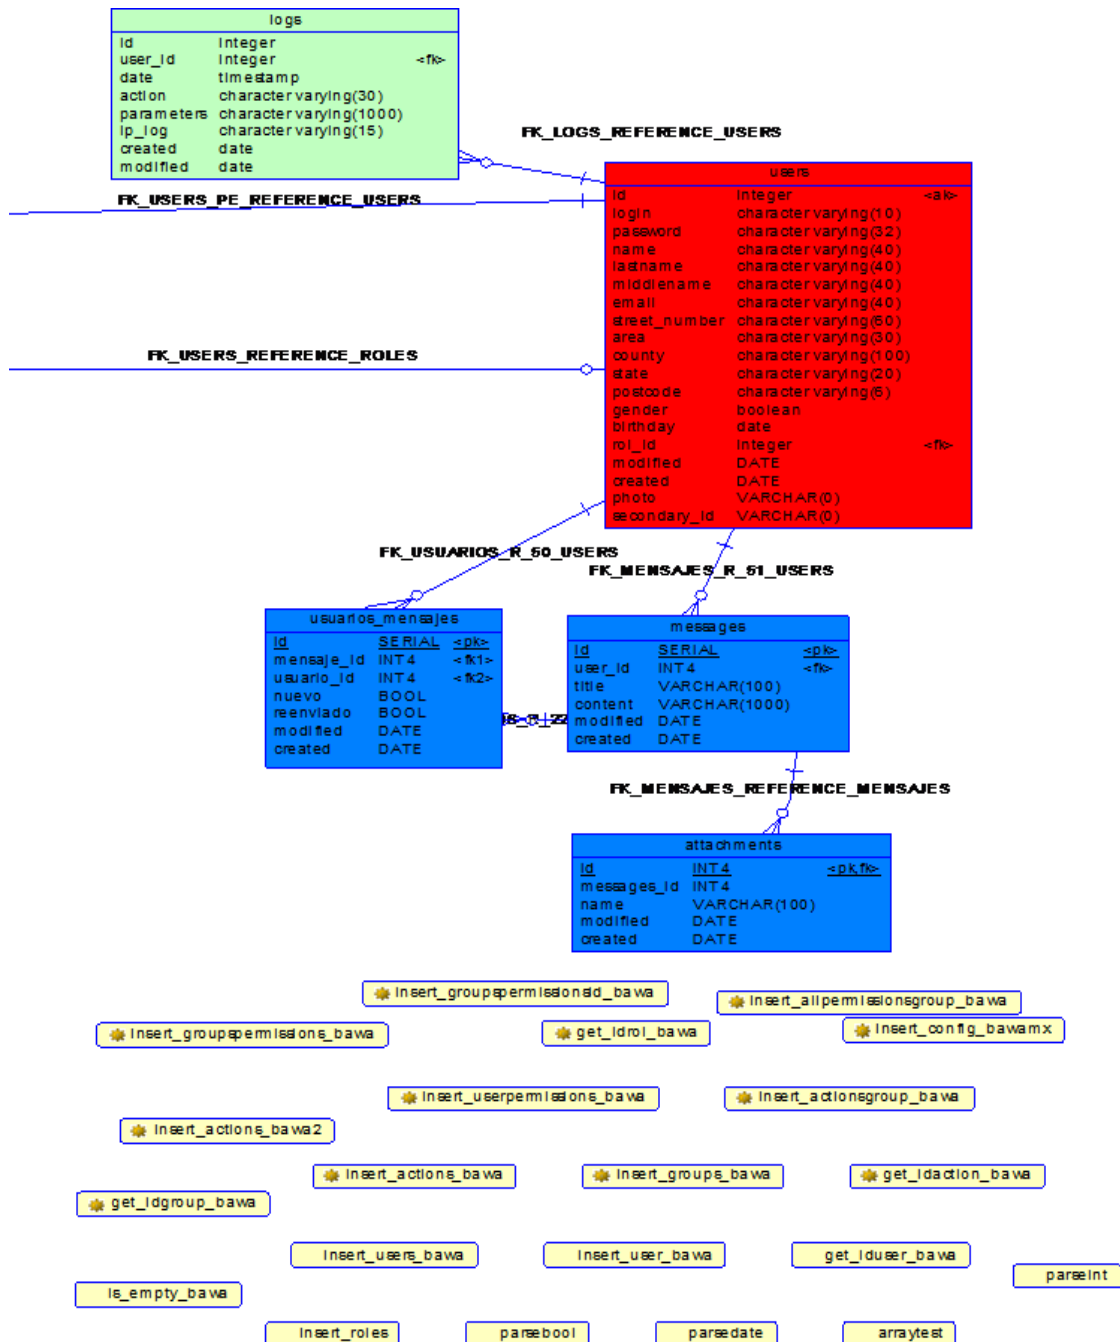 logs
id integer
user_id integer <fk>
date timestamp
action character varying(30)
parameters character varying(1000)
ip_log character varying(15)
created date
modified date
FK_LOGS_REFERENCE_USERS
FK_USERS_PE_REFERENCE_USERS
users
id integer <ak>
login character varying(10)
password character varying(32)
name character varying(40)
lastname character varying(40)
middlename character varying(40)
email character varying(40)
street_number character varying(60)
area character varying(30)
county character varying(100)
state character varying(20)
postcode character varying(6)
gender boolean
birthday date
rol_id integer <fk>
modified DATE
created DATE
photo VARCHAR(0)
secondary_id VARCHAR(0)
FK_USERS_REFERENCE_ROLES
FK_USUARIOS_R_50_USERS
FK_MENSAJES_R_51_USERS
usuarios_mensajes
id SERIAL <pk>
mensaje_id INT4 <fk1>
usuario_id INT4 <fk2>
nuevo BOOL
reenviado BOOL
modified DATE
created DATE
messages
id SERIAL <pk>
user_id INT4 <fk>
title VARCHAR(100)
content VARCHAR(1000)
modified DATE
created DATE
FK_MENSAJES_REFERENCE_MENSAJES
attachments
id INT4 <pk,fk>
messages_id INT4
name VARCHAR(100)
modified DATE
created DATE
insert_groupspermissionsid_bawa
insert_allpermissionsgroup_bawa
insert_groupspermissions_bawa
get_idrol_bawa
insert_config_bawamx
insert_userpermissions_bawa
insert_actionsgroup_bawa
insert_actions_bawa2
insert_actions_bawa
insert_groups_bawa
get_idaction_bawa
get_idgroup_bawa
insert_users_bawa
insert_user_bawa
get_iduser_bawa
parseint
is_empty_bawa
insert_roles
parsebool
parsedate
arraytest